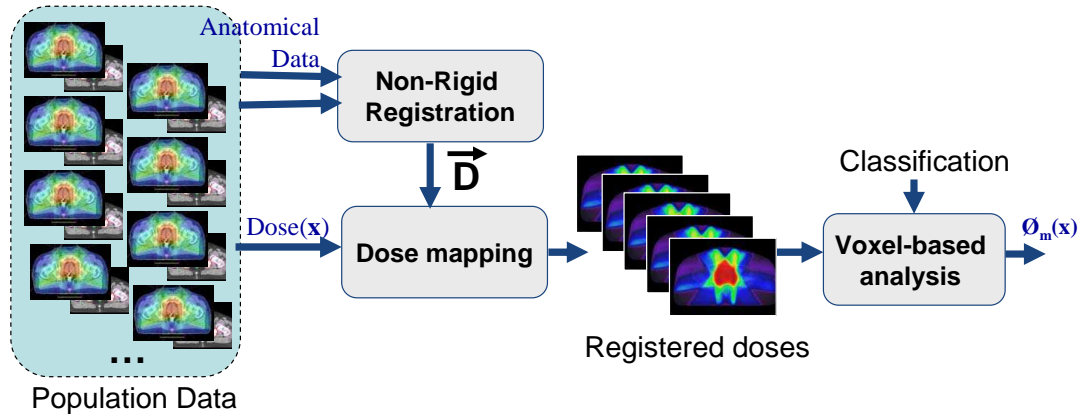 Anatomical
Data
Non-Rigid
Registration
D
Classification
Dose(x)
Dose mapping
Voxel-based
analysis
Øm(x)
Registered doses
...
Population Data